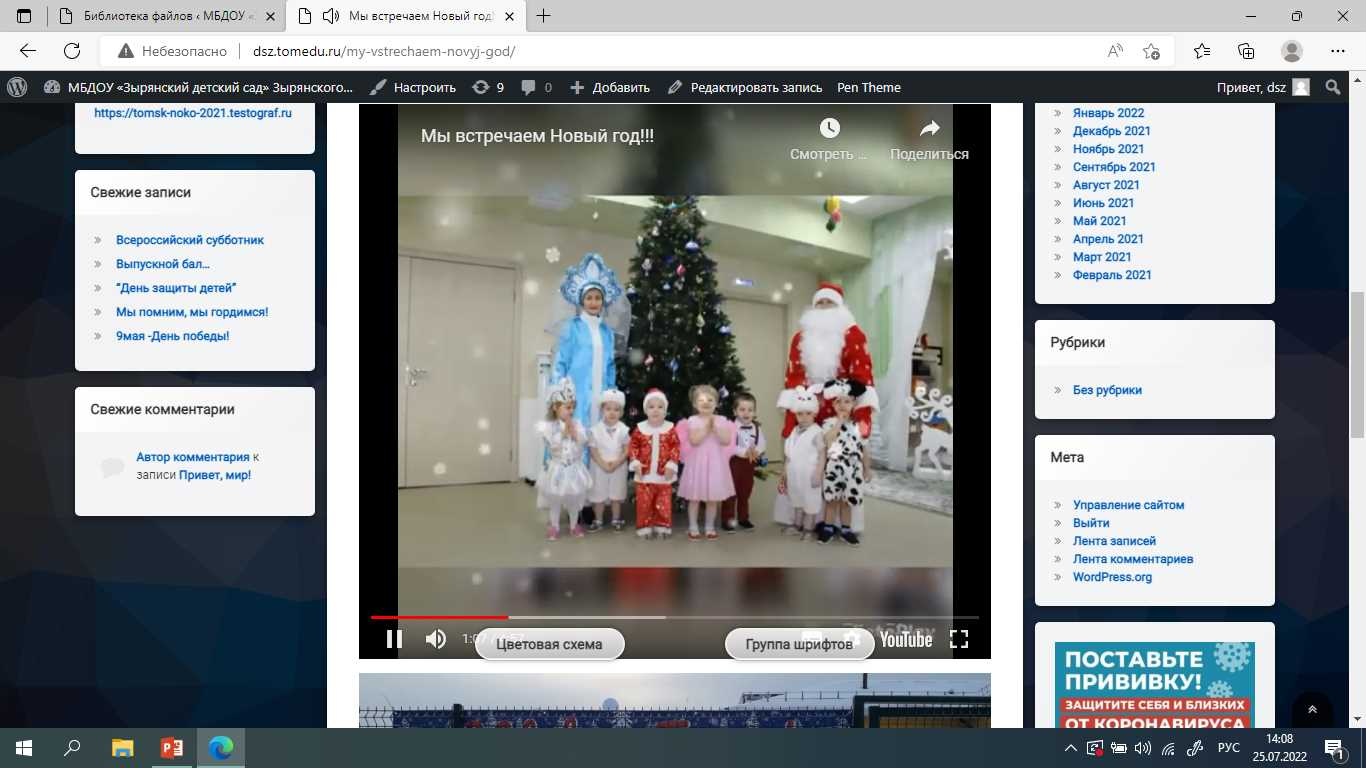 Библиотека файлов ‹ МБДОУ «
Мы встречаем Новый год!
Небезопасно
dsz.tomedu.ru/my-vstrechaem-novyj-god/
МБДОУ «Зырянский детский сад» Зырянского…
Настроить
9
0
Добавить
Редактировать запись
Pen Theme
Привет, dsz
https://tomsk-noko-2021.testograf.ru
Свежие записи
Всероссийский субботник
Выпускной бал…
“День защиты детей”
Мы помним, мы гордимся!
9мая -День победы!
Свежие комментарии
Автор комментария к
записи Привет, мир!
Мы встречаем Новый год!!!
Смотреть ...
Поделиться
1:07 / 6:57
Цветовая схема
Группа шрифтов
YouTube
Январь 2022
Декабрь 2021
Ноябрь 2021
Сентябрь 2021
Август 2021
Июнь 2021
Май 2021
Апрель 2021
Март 2021
Февраль 2021
Рубрики
Без рубрики
Мета
Управление сайтом
Выйти
Лента записей
Лента комментариев
WordPress.org
ПОСТАВЬТЕ
ПРИВИВКУ!
ЗАЩИТИТЕ СЕБЯ И БЛИЗКИХ
ОТ КОРОНАВИРУСА
РУС
14:08
25.07.2022
1